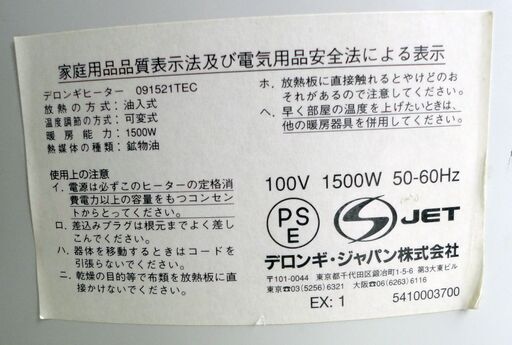 家庭用品品質表示法及び電気用品安全法による表示
デロンギヒーター 091521TEC
放熱の方式：油入式
温度調節の方式：可変式
暖房能力：1500W
熱媒体の種類：鉱物油
使用上の注意
イ．電源は必ずこのヒーターの定格消
費電力以上の容量をもつコンセン
トからとってください。
ロ．差込みプラグは根元までよく差し
こんでください。
ハ．器体を移動するときはコードを
引張らないでください。
ニ．乾燥の目的等で布類を放熱板に直
接かけないでください。
ホ．放熱板に直接触れるとやけどのお
それがあるので注意してください。
ヘ．早く部屋の温度を上げたいときは、
他の暖房器具を併用してください。
100V 1500W 50-60Hz
PS
E
JET
デロンギ・ジャパン株式会社
〒101-0044 東京都千代田区鍛冶町1-5-6 第3大東ビル
東京☎03(5256)6321 大阪☎06(6263)6116
EX: 1 5410003700